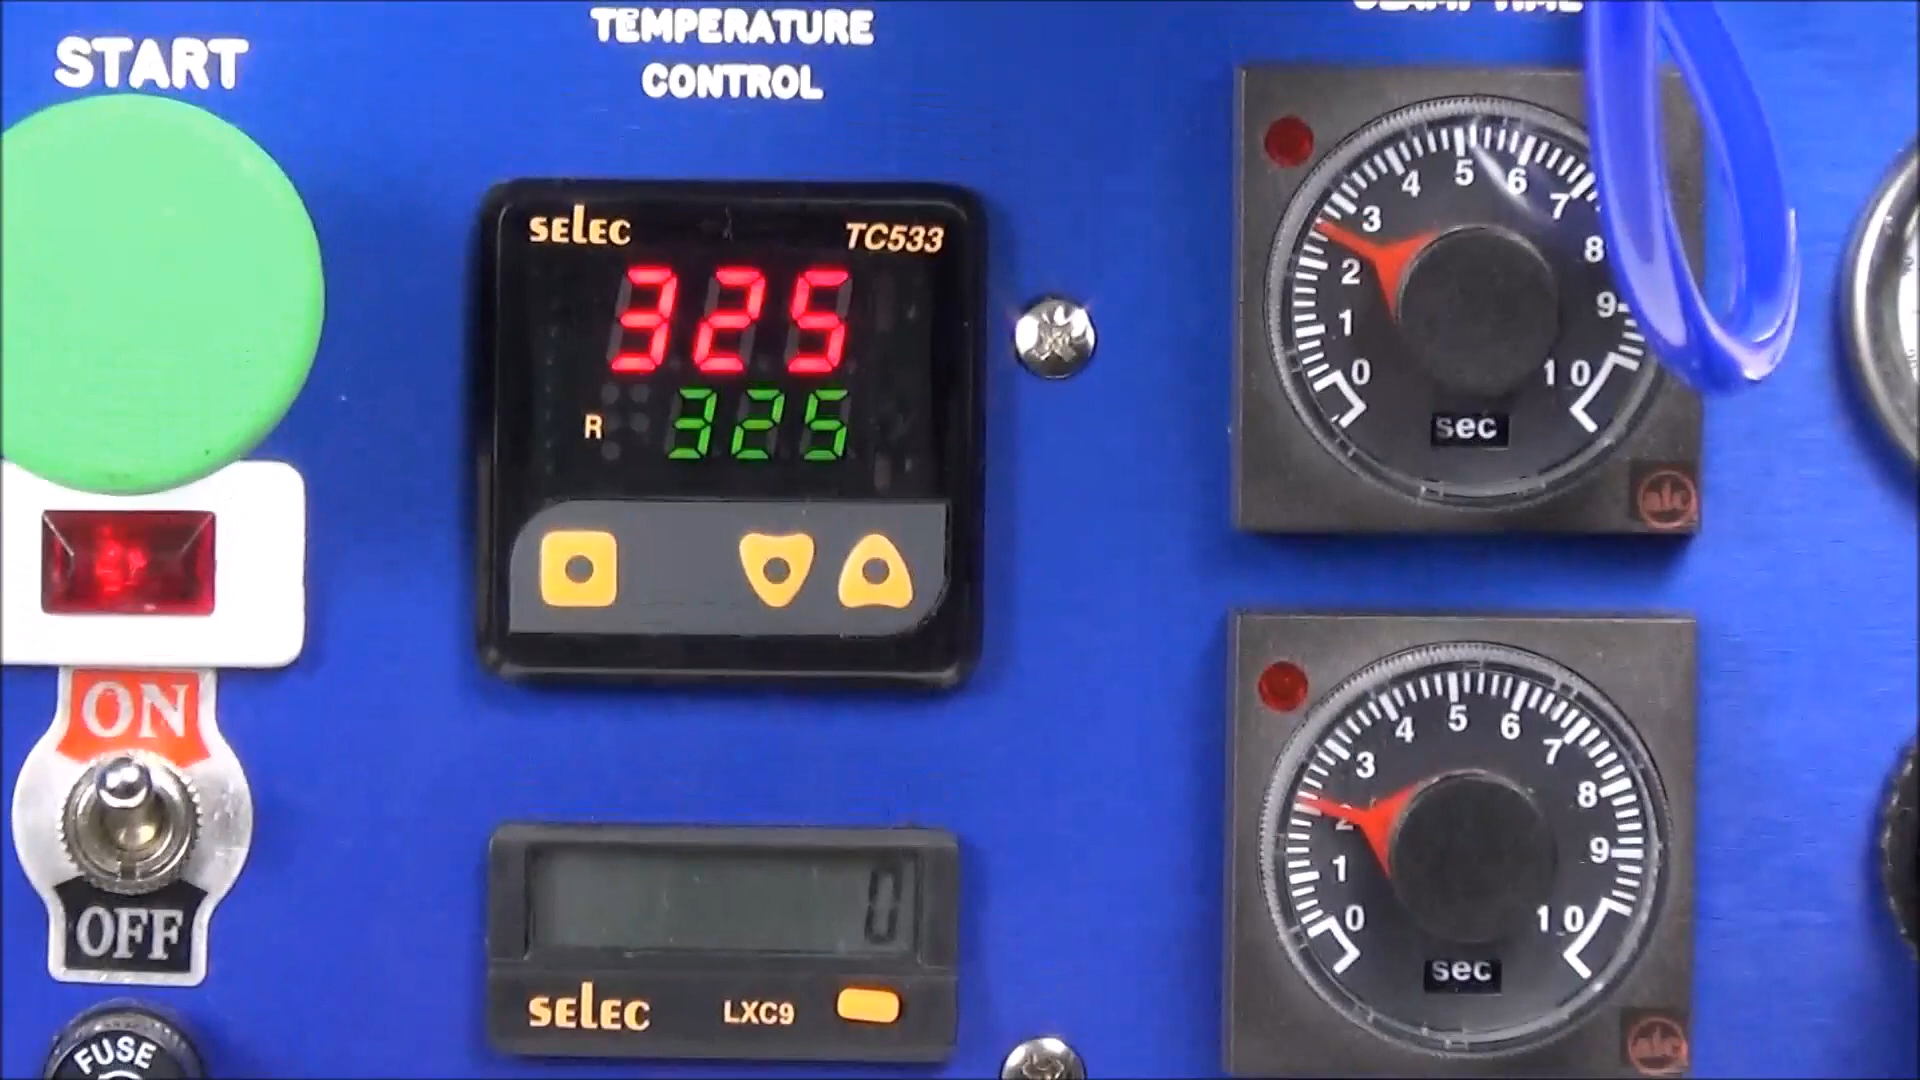 START
TEMPERATURE
CONTROL
selec
TC533
325
R 325
ON
OFF
FUSE
0
selec
LXC9
0 1 2 3 4 5 6 7 8 9 10
sec
0 1 2 3 4 5 6 7 8 9 10
sec